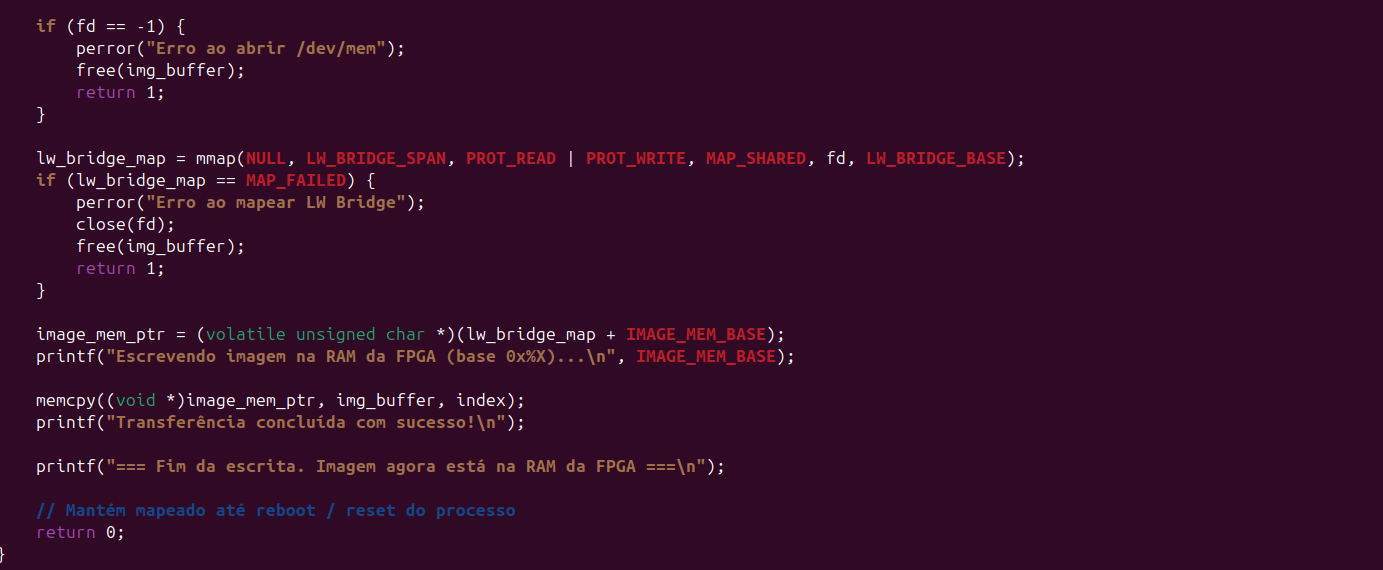 if (fd == -1) {
perror("Erro ao abrir /dev/mem");
free(img_buffer);
return 1;
}
lw_bridge_map = mmap(NULL, LW_BRIDGE_SPAN, PROT_READ | PROT_WRITE, MAP_SHARED, fd, LW_BRIDGE_BASE);
if (lw_bridge_map == MAP_FAILED) {
perror("Erro ao mapear LW Bridge");
close(fd);
free(img_buffer);
return 1;
}
image_mem_ptr = (volatile unsigned char *)(lw_bridge_map + IMAGE_MEM_BASE);
printf("Escrevendo imagem na RAM da FPGA (base 0x%X)...\n", IMAGE_MEM_BASE);
memcpy((void *)image_mem_ptr, img_buffer, index);
printf("Transferência concluída com sucesso!\n");
printf("=== Fim da escrita. Imagem agora está na RAM da FPGA ===\n");
// Mantém mapeado até reboot / reset do processo
return 0;
}